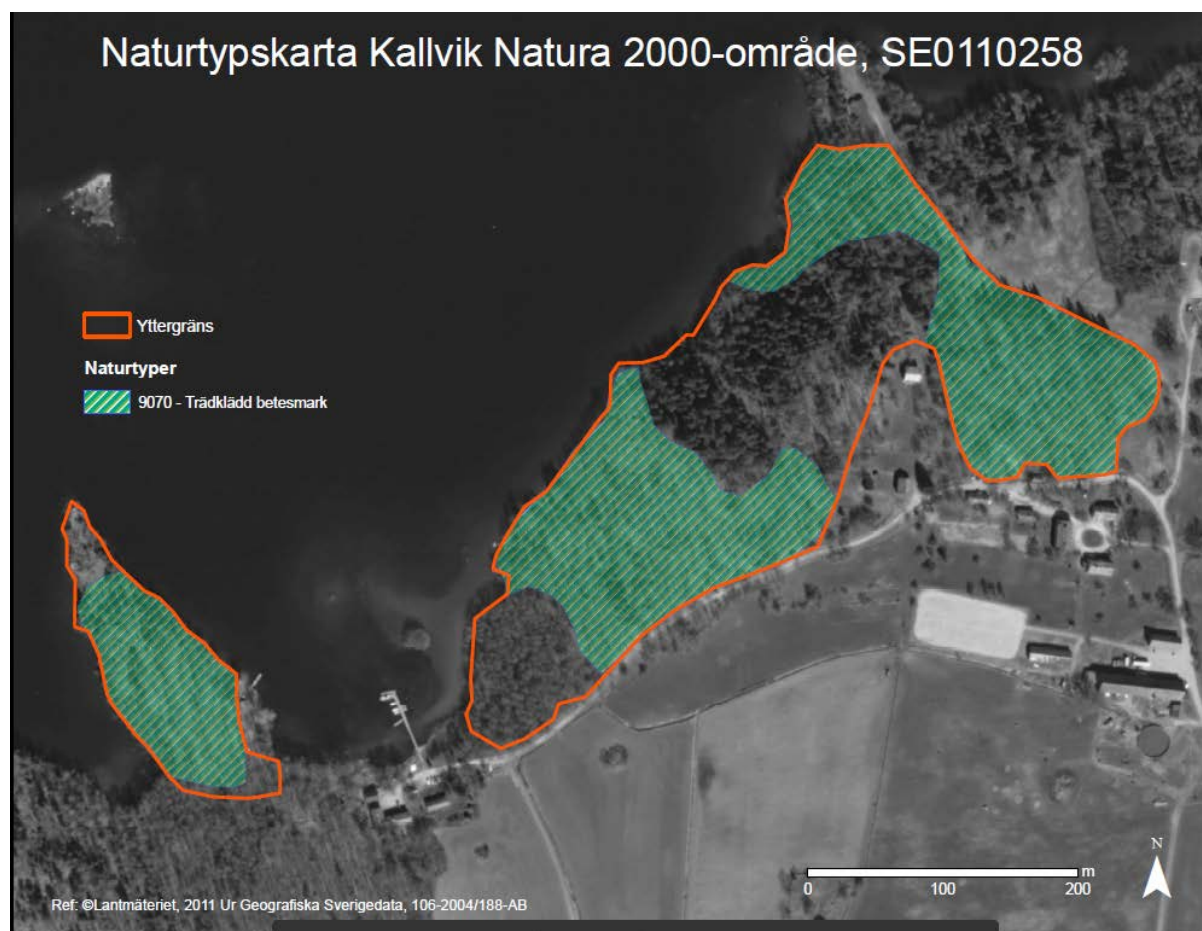 Naturtypskarta Kallvik Natura 2000-område, SE0110258
Yttergräns
Naturtyper
9070 - Trädklädd betesmark
N
m
0 100 200
Ref: ©Lantmäteriet, 2011 Ur Geografiska Sverigedata, 106-2004/188-AB